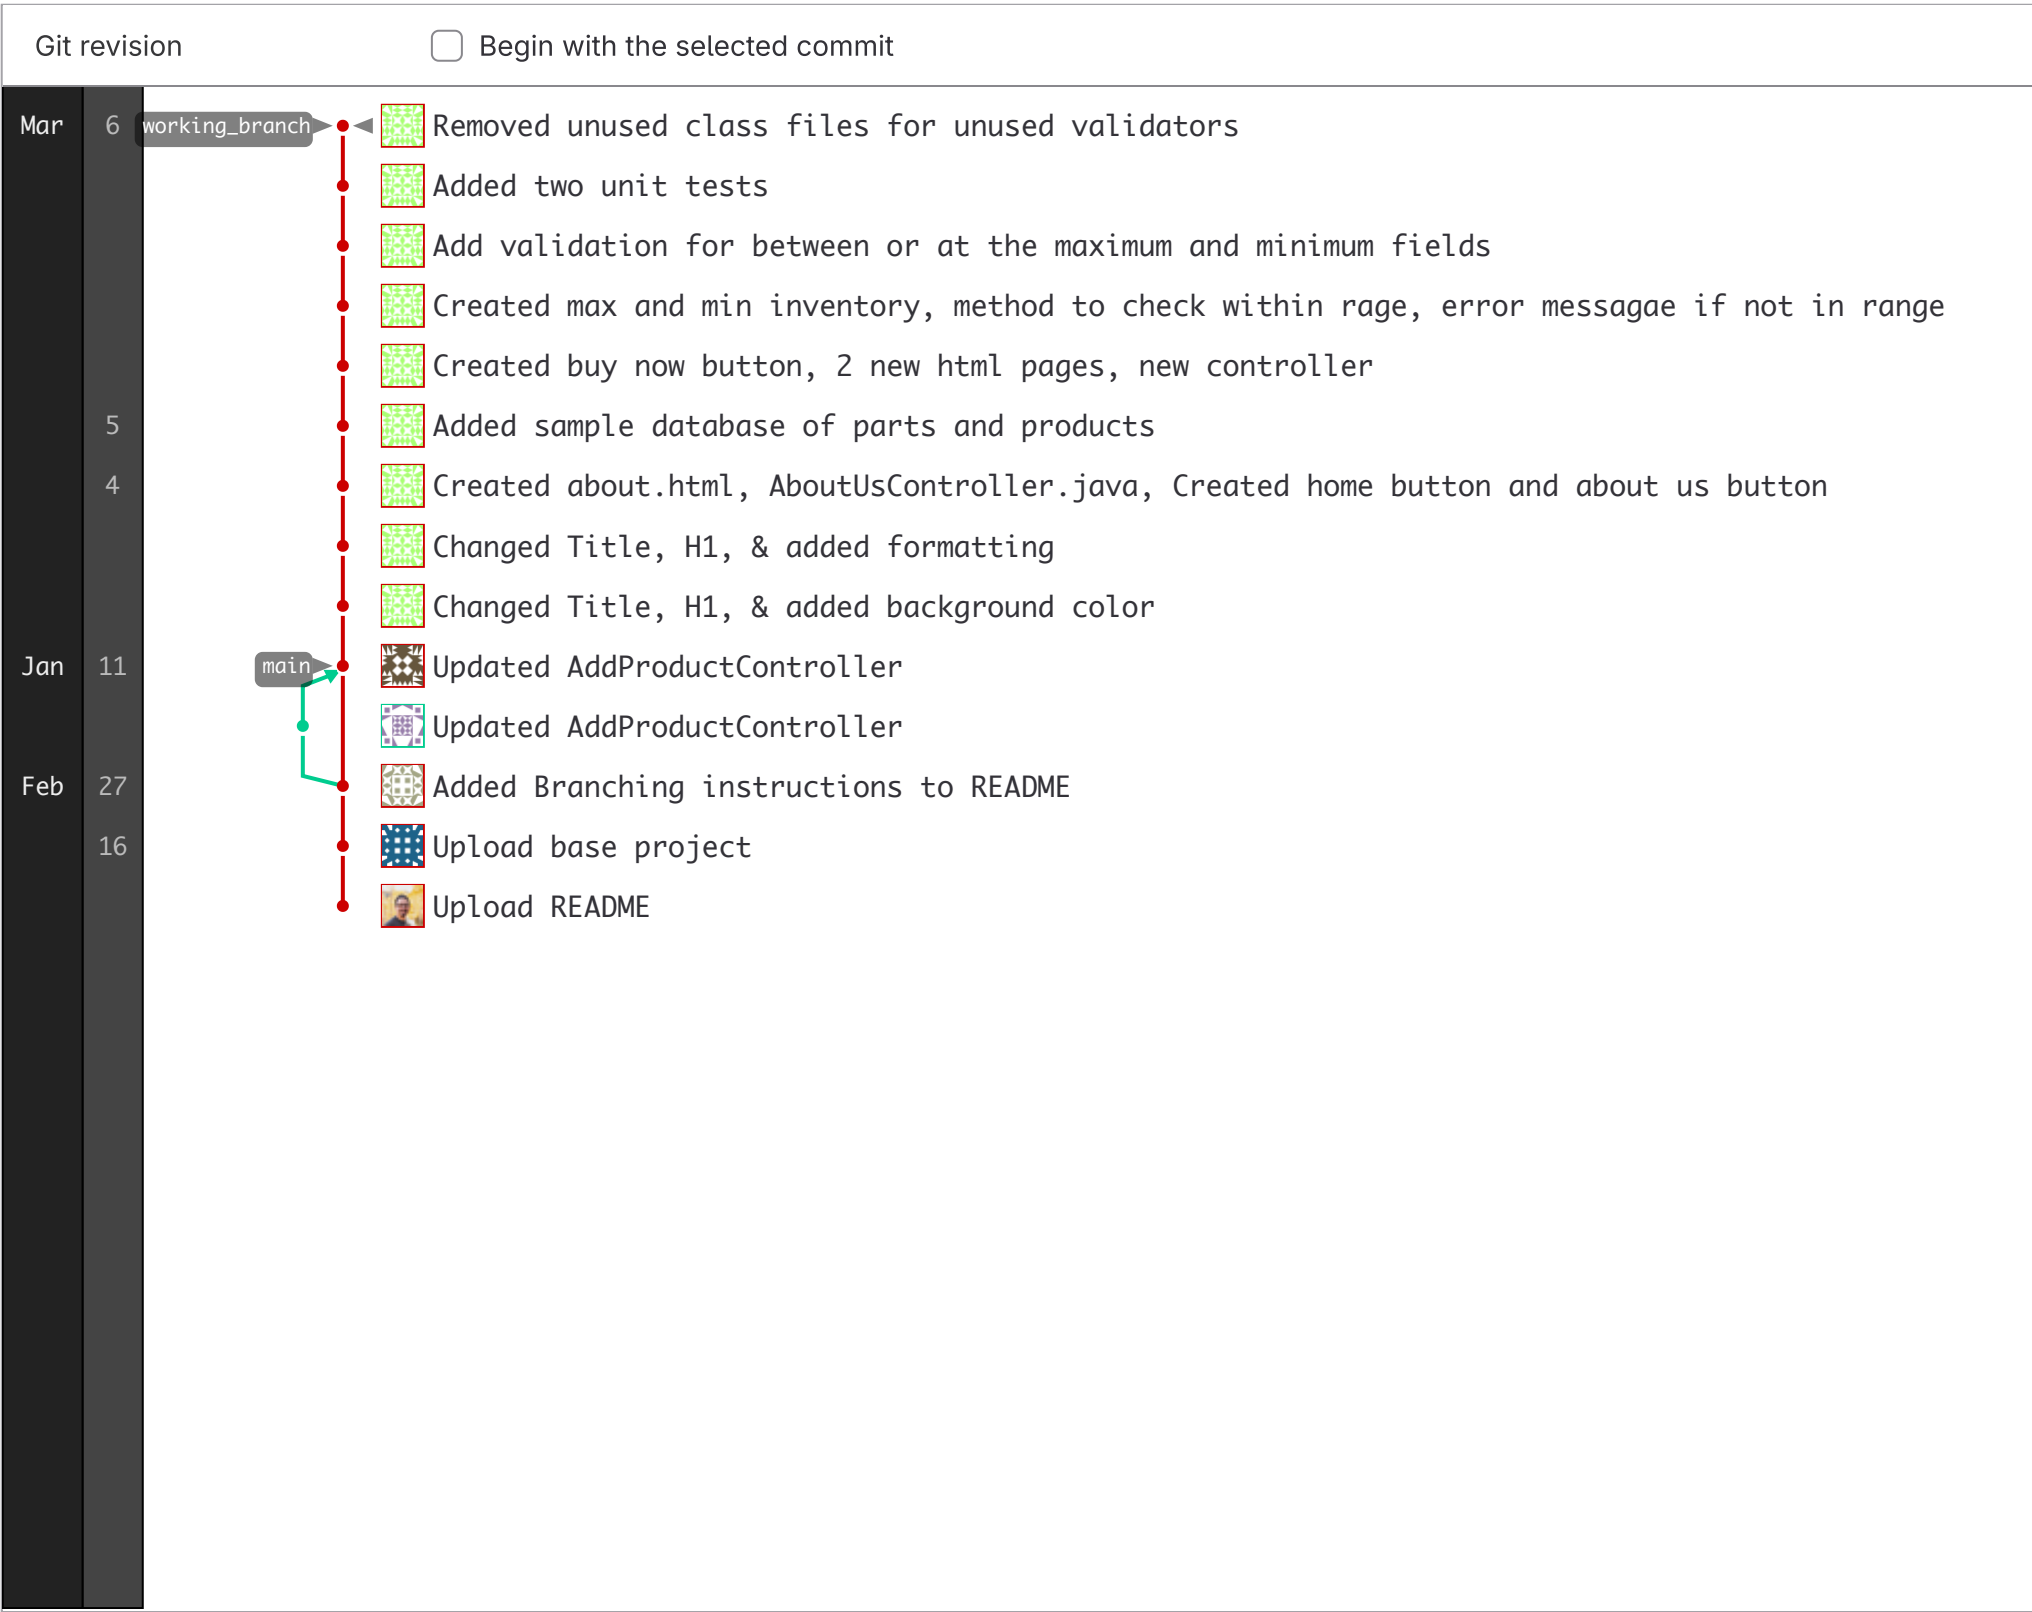 Git revision
Begin with the selected commit
Mar 6 working_branch Removed unused class files for unused validators
Added two unit tests
Add validation for between or at the maximum and minimum fields
Created max and min inventory, method to check within rage, error messagae if not in range
Created buy now button, 2 new html pages, new controller
5 Added sample database of parts and products
4 Created about.html, AboutUsController.java, Created home button and about us button
Changed Title, H1, & added formatting
Changed Title, H1, & added background color
Jan 11 main Updated AddProductController
Updated AddProductController
Feb 27 Added Branching instructions to README
16 Upload base project
Upload README